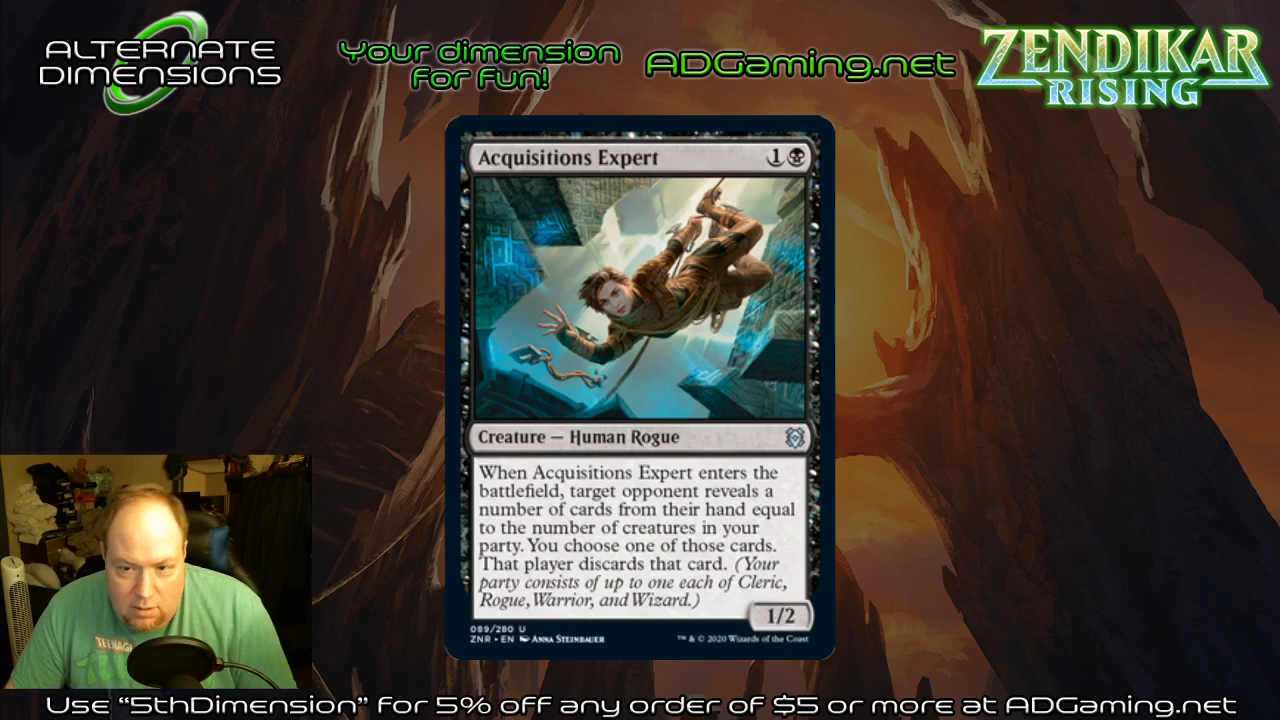 ALTERNATE
DIMENSIONS
Your dimension
for fun!
ADGaming.net
ZENDIKAR
RISING
Acquisitions Expert 1
Creature — Human Rogue
When Acquisitions Expert enters the
battlefield, target opponent reveals a
number of cards from their hand equal
to the number of creatures in your
party. You choose one of those cards.
That player discards that card. (Your
party consists of up to one each of Cleric,
Rogue, Warrior, and Wizard.)
1/2
089/280 U
ZNR • EN ANNA STEINBAUER
™ & © 2020 Wizards of the Coast
Use “5thDimension” for 5% off any order of $5 or more at ADGaming.net